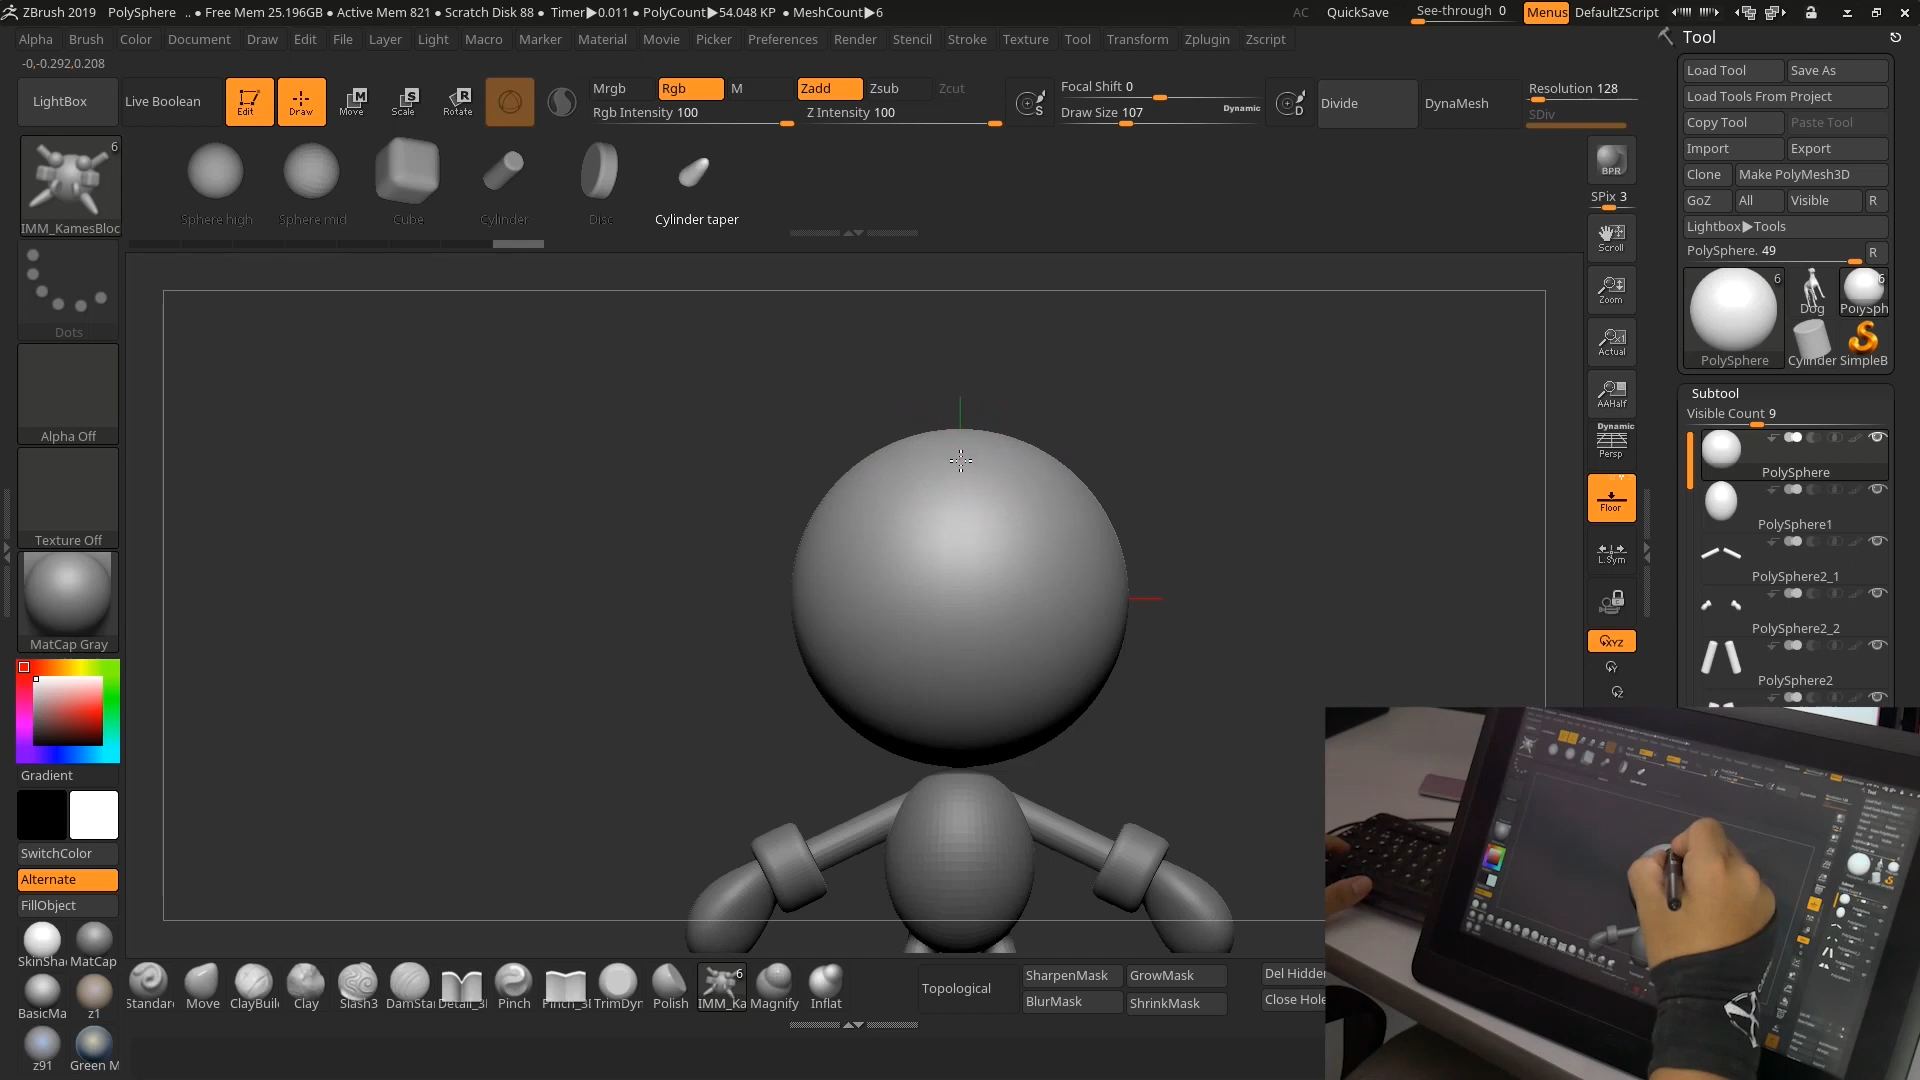 ZBrush 2019 PolySphere .. ● Free Mem 25.196GB ● Active Mem 821 ● Scratch Disk 88 ● Timer▶0.011 ● PolyCount▶54.048 KP ● MeshCount▶6 AC QuickSave See-through 0 Menus DefaultZScript
Alpha Brush Color Document Draw Edit File Layer Light Macro Marker Material Movie Picker Preferences Render Stencil Stroke Texture Tool Transform Zplugin Zscript
-0,-0.292,0.208
LightBox Live Boolean Edit Draw Move Scale Rotate
Mrgb Rgb M Zadd Zsub Zcut
Rgb Intensity 100 Z Intensity 100
Focal Shift 0
Draw Size 107 Dynamic
Divide DynaMesh
Resolution 128
SDiv
6
IMM_KamesBloc
Sphere high Sphere mid Cube Cylinder Disc Cylinder taper
Dots
Alpha Off
Texture Off
MatCap Gray
Gradient
SwitchColor
Alternate
FillObject
SkinSha MatCap
BasicMa z1
z91 Green M
BPR
SPix 3
Scroll
Zoom
Actual
AAHalf
Dynamic
Persp
Floor
L.Sym
XYZ
Y
Z
Tool
Load Tool Save As
Load Tools From Project
Copy Tool Paste Tool
Import Export
Clone Make PolyMesh3D
GoZ All Visible R
Lightbox▶Tools
PolySphere. 49 R
6 6
Dog PolySph
PolySphere Cylinder SimpleB
Subtool
Visible Count 9
PolySphere
PolySphere1
PolySphere2_1
PolySphere2_2
PolySphere2
Standard Move ClayBuil Clay Slash3 DamStan Detail_3 Pinch Pinch_3 TrimDyn Polish IMM_Ka 6 Magnify Inflat
Topological
SharpenMask GrowMask
BlurMask ShrinkMask
Del Hidden
Close Hole